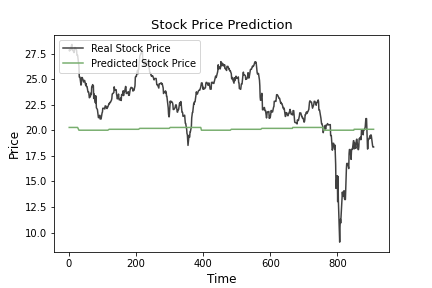 Stock Price Prediction
Real Stock Price
Predicted Stock Price
Price
27.5
25.0
22.5
20.0
17.5
15.0
12.5
10.0
0 200 400 600 800
Time